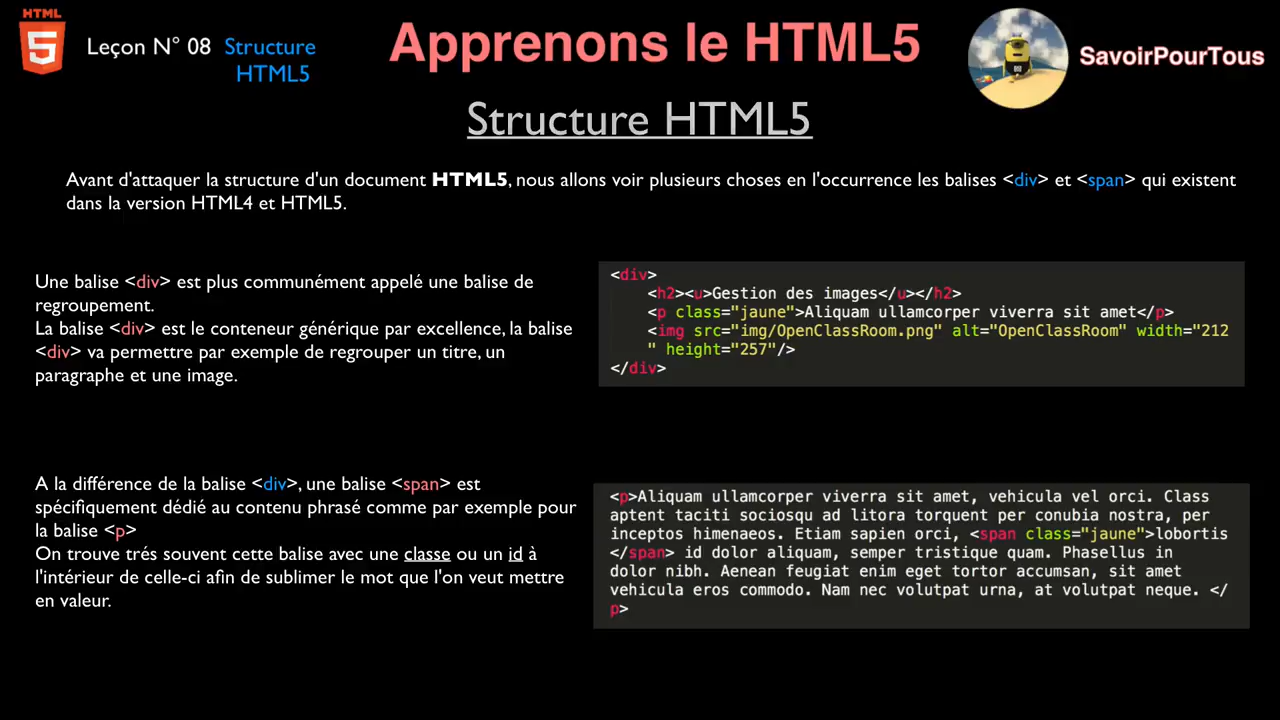 HTML
5
Leçon N° 08 Structure
HTML5
Apprenons le HTML5
SavoirPourTous
Structure HTML5
Avant d'attaquer la structure d'un document HTML5, nous allons voir plusieurs choses en l'occurrence les balises <div> et <span> qui existent
dans la version HTML4 et HTML5.
Une balise <div> est plus communément appelé une balise de
regroupement.
La balise <div> est le conteneur générique par excellence, la balise
<div> va permettre par exemple de regrouper un titre, un
paragraphe et une image.
<div>
<h2><u>Gestion des images</u></h2>
<p class="jaune">Aliquam ullamcorper viverra sit amet</p>
<img src="img/OpenClassRoom.png" alt="OpenClassRoom" width="212
" height="257"/>
</div>
A la différence de la balise <div>, une balise <span> est
spécifiquement dédié au contenu phrasé comme par exemple pour
la balise <p>
On trouve trés souvent cette balise avec une classe ou un id à
l'intérieur de celle-ci afin de sublimer le mot que l'on veut mettre
en valeur.
<p>Aliquam ullamcorper viverra sit amet, vehicula vel orci. Class
aptent taciti sociosqu ad litora torquent per conubia nostra, per
inceptos himenaeos. Etiam sapien orci, <span class="jaune">lobortis
</span> id dolor aliquam, semper tristique quam. Phasellus in
dolor nibh. Aenean feugiat enim eget tortor accumsan, sit amet
vehicula eros commodo. Nam nec volutpat urna, at volutpat neque. </
p>